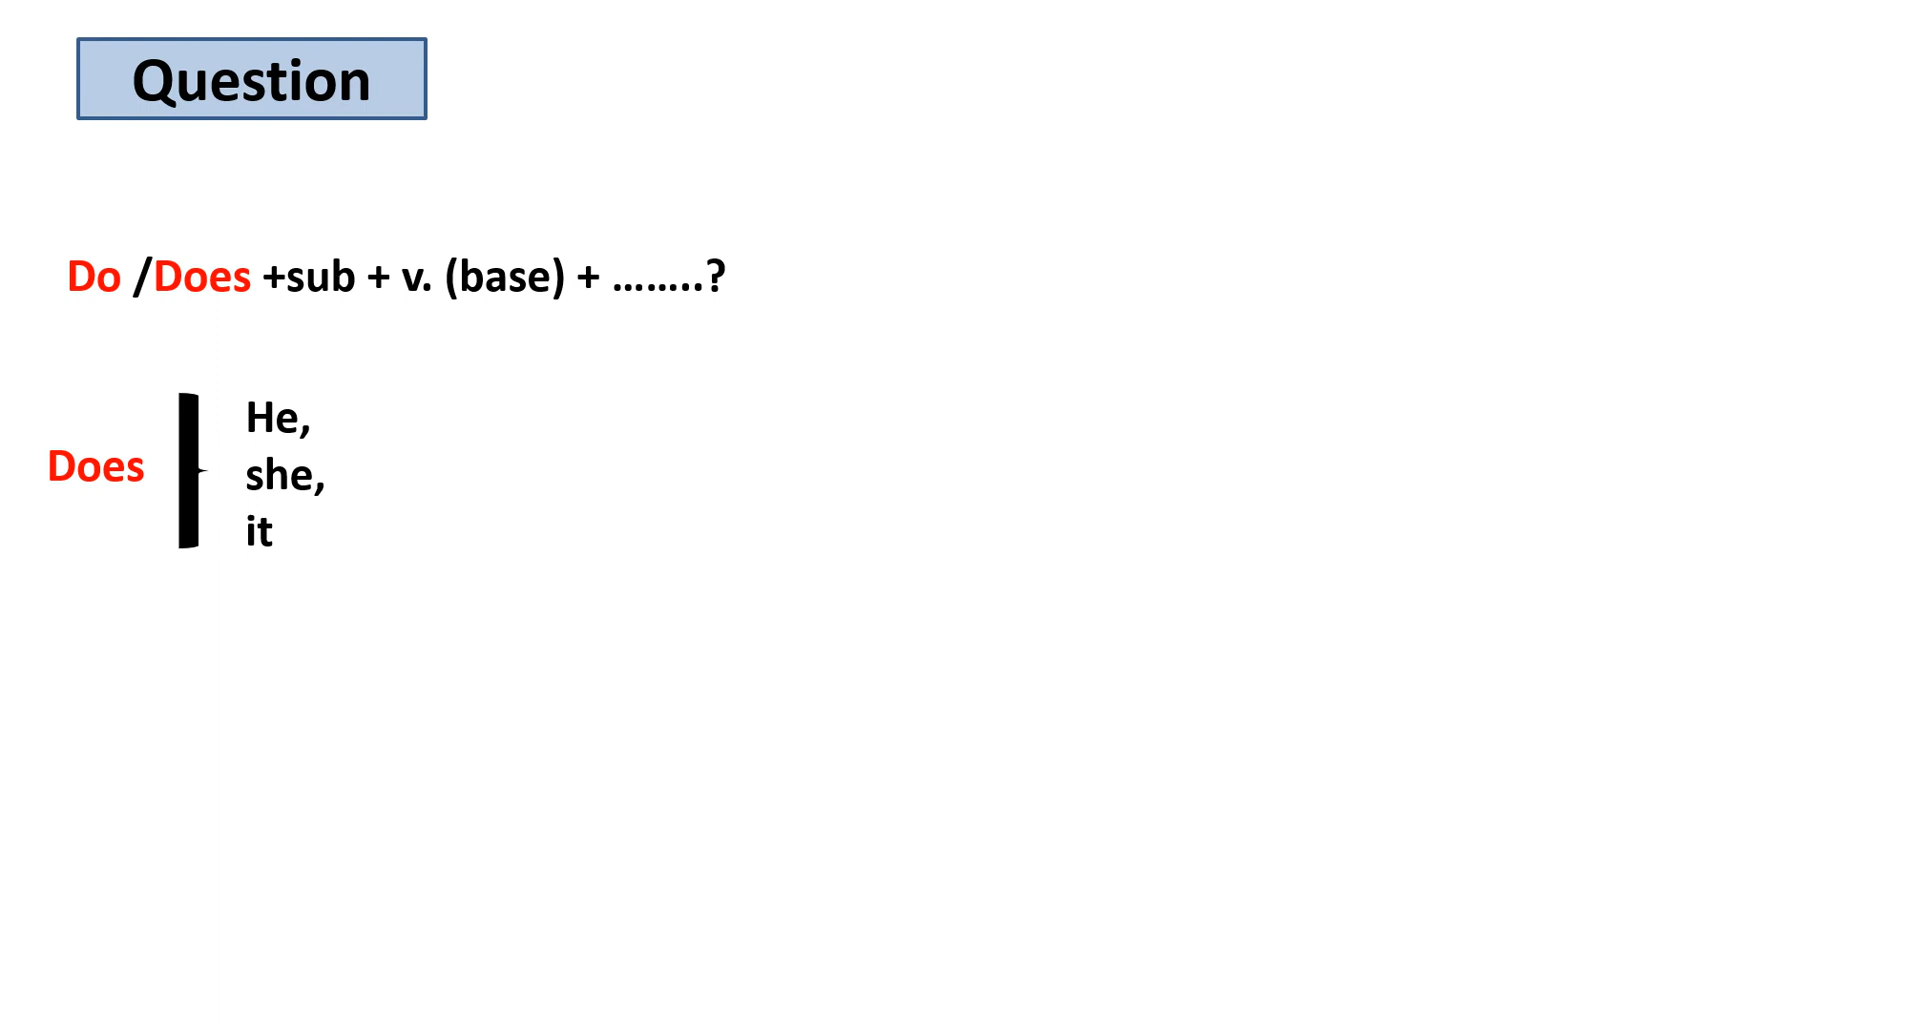 Question
Do /Does +sub + v. (base) + ……..?
He,
Does
she,
it